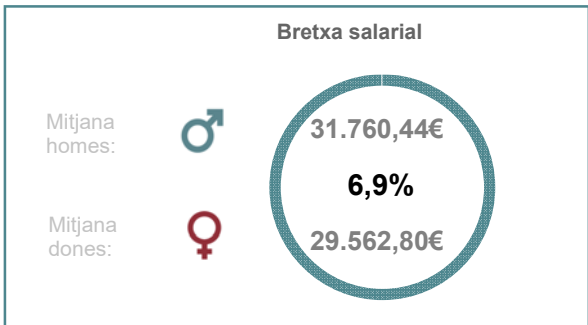 Bretxa salarial
Mitjana
homes:
31.760,44€
6,9%
Mitjana
dones:
29.562,80€